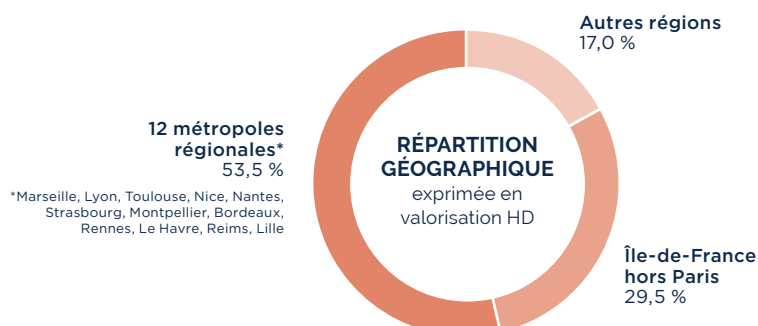 Autres régions
17,0 %
12 métropoles
régionales*
53,5 %
*Marseille, Lyon, Toulouse, Nice, Nantes,
Strasbourg, Montpellier, Bordeaux,
Rennes, Le Havre, Reims, Lille
RÉPARTITION
GÉOGRAPHIQUE
exprimée en
valorisation HD
Île-de-France
hors Paris
29,5 %